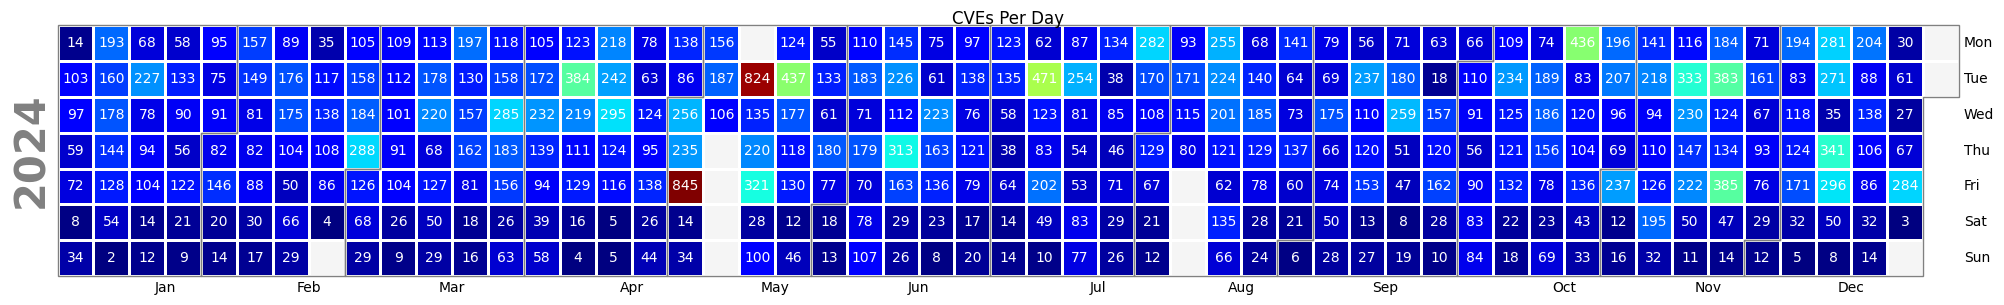 CVEs Per Day
2024
14 193 68 58 95 157 89 35 105 109 113 197 118 105 123 218 78 138 156 124 55 110 145 75 97 123 62 87 134 282 93 255 68 141 79 56 71 63 66 109 74 436 196 141 116 184 71 194 281 204 30 Mon
103 160 227 133 75 149 176 117 158 112 178 130 158 172 384 242 63 86 187 824 437 133 183 226 61 138 135 471 254 38 170 171 224 140 64 69 237 180 18 110 234 189 83 207 218 333 383 161 83 271 88 61 Tue
97 178 78 90 91 81 175 138 184 101 220 157 285 232 219 295 124 256 106 135 177 61 71 112 223 76 58 123 81 85 108 115 201 185 73 175 110 259 157 91 125 186 120 96 94 230 124 67 118 35 138 27 Wed
59 144 94 56 82 82 104 108 288 91 68 162 183 139 111 124 95 235 220 118 180 179 313 163 121 38 83 54 46 129 80 121 129 137 66 120 51 120 56 121 156 104 69 110 147 134 93 124 341 106 67 Thu
72 128 104 122 146 88 50 86 126 104 127 81 156 94 129 116 138 845 321 130 77 70 163 136 79 64 202 53 71 67 62 78 60 74 153 47 162 90 132 78 136 237 126 222 385 76 171 296 86 284 Fri
8 54 14 21 20 30 66 4 68 26 50 18 26 39 16 5 26 14 28 12 18 78 29 23 17 14 49 83 29 21 135 28 21 50 13 8 28 83 22 23 43 12 195 50 47 29 32 50 32 3 Sat
34 2 12 9 14 17 29 29 9 29 16 63 58 4 5 44 34 100 46 13 107 26 8 20 14 10 77 26 12 66 24 6 28 27 19 10 84 18 69 33 16 32 11 14 12 5 8 14 Sun
Jan Feb Mar Apr May Jun Jul Aug Sep Oct Nov Dec